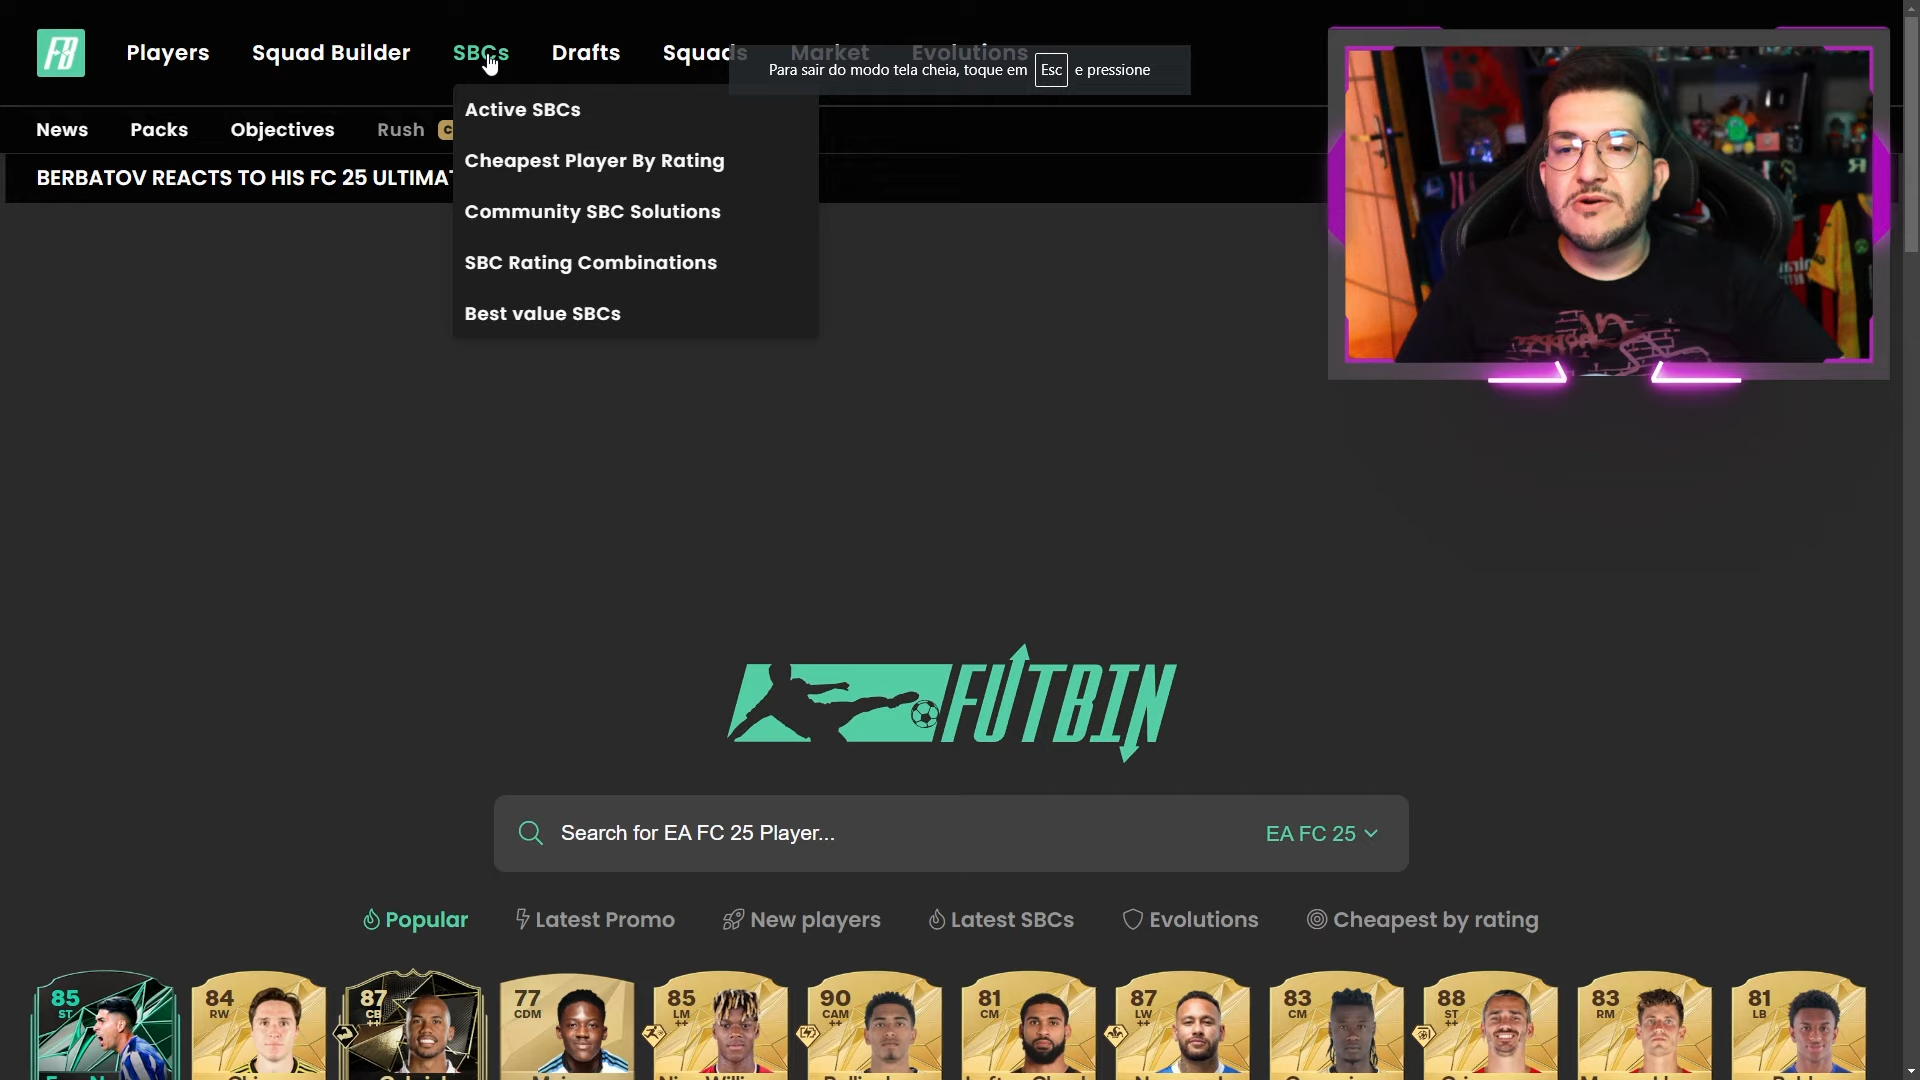 FB
Players Squad Builder SBCs Drafts Squads Market Evolutions
Para sair do modo tela cheia, toque em Esc e pressione
News Packs Objectives Rush
BERBATOV REACTS TO HIS FC 25
Active SBCs
Cheapest Player By Rating
Community SBC Solutions
SBC Rating Combinations
Best value SBCs
FUTBIN
Search for EA FC 25 Player...
EA FC 25
Popular Latest Promo New players Latest SBCs Evolutions Cheapest by rating
85 ST
84 RW
87 CB ++
77 CDM
85 LM ++
90 CAM ++
81 CM
87 LW ++
83 CM
88 ST ++
83 RM
81 LB